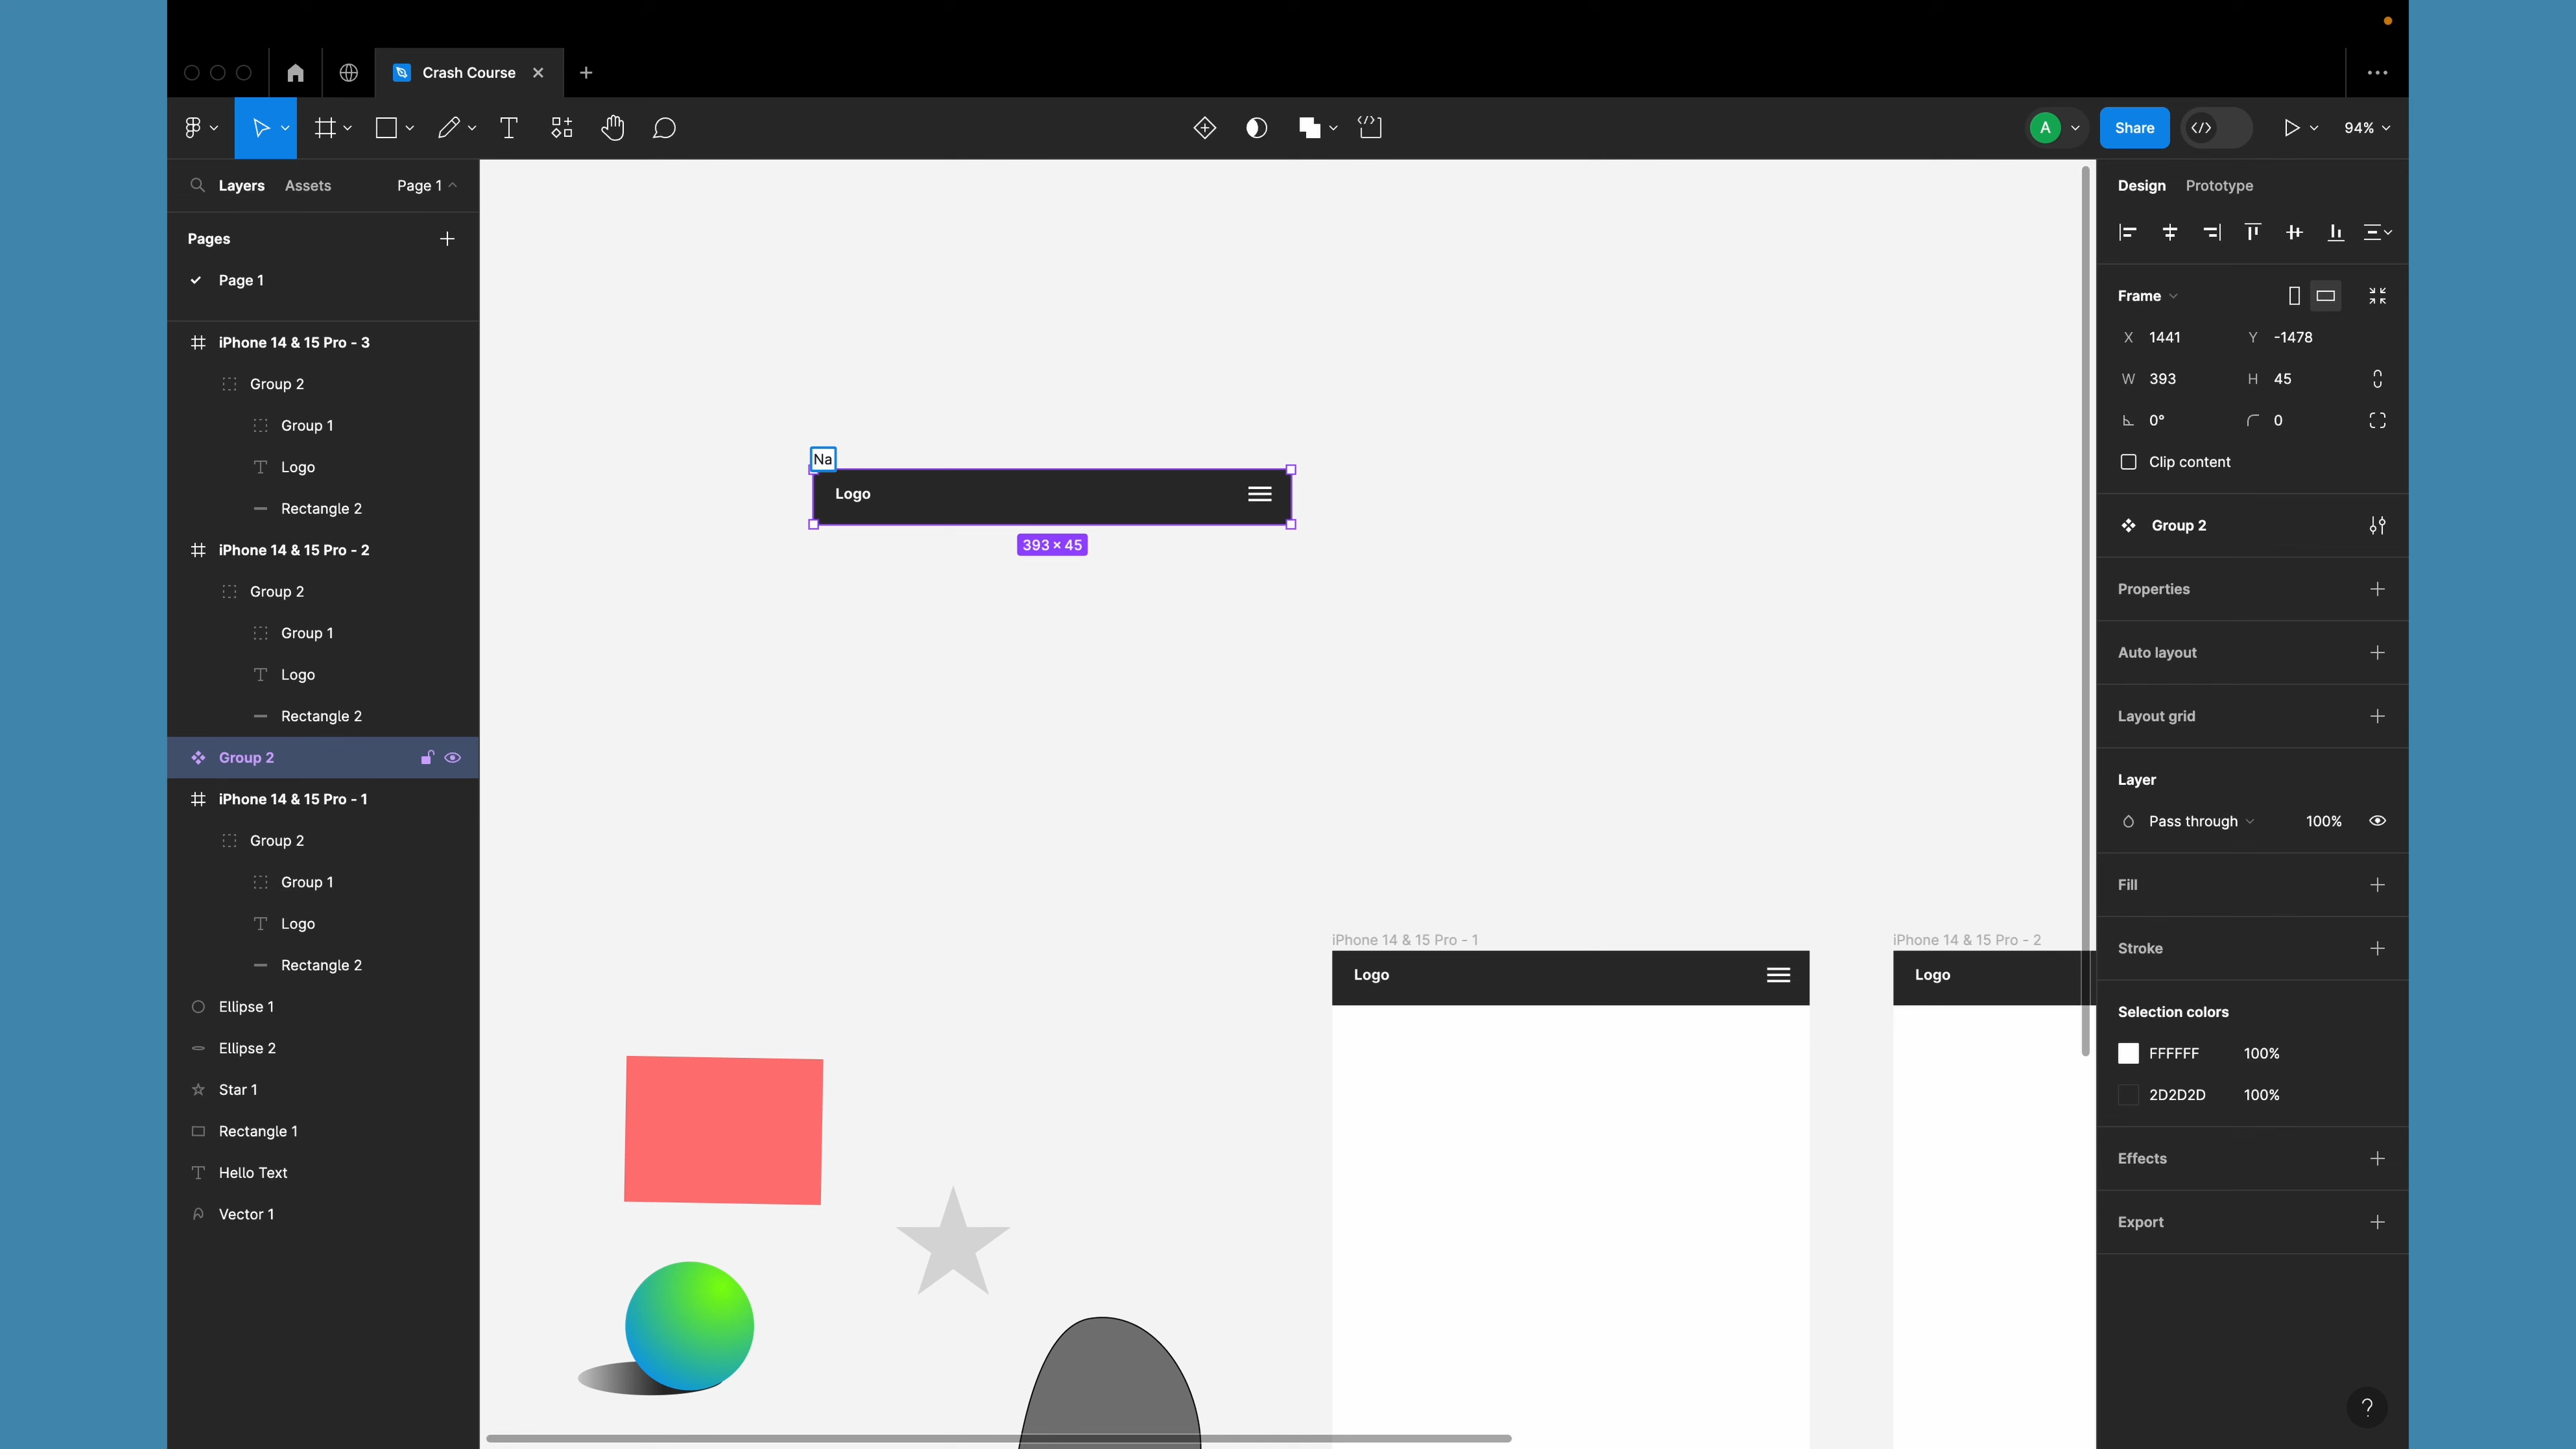 Crash Course
Share
94%
Layers
Assets
Page 1
Pages
Page 1
iPhone 14 & 15 Pro - 3
Group 2
Group 1
Logo
Rectangle 2
iPhone 14 & 15 Pro - 2
Group 2
Group 1
Logo
Rectangle 2
Group 2
iPhone 14 & 15 Pro - 1
Group 2
Group 1
Logo
Rectangle 2
Ellipse 1
Ellipse 2
Star 1
Rectangle 1
Hello Text
Vector 1
Na
Logo
393 × 45
iPhone 14 & 15 Pro - 1
Logo
iPhone 14 & 15 Pro - 2
Logo
A
Design
Prototype
Frame
X 1441 Y -1478
W 393 H 45
0° 0
Clip content
Group 2
Properties
Auto layout
Layout grid
Layer
Pass through 100%
Fill
Stroke
Selection colors
FFFFFF 100%
2D2D2D 100%
Effects
Export
?